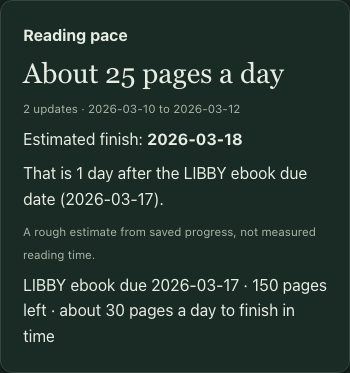 Reading pace
About 25 pages a day
2 updates · 2026-03-10 to 2026-03-12
Estimated finish: 2026-03-18
That is 1 day after the LIBBY ebook due
date (2026-03-17).
A rough estimate from saved progress, not measured
reading time.
LIBBY ebook due 2026-03-17 · 150 pages
left · about 30 pages a day to finish in
time